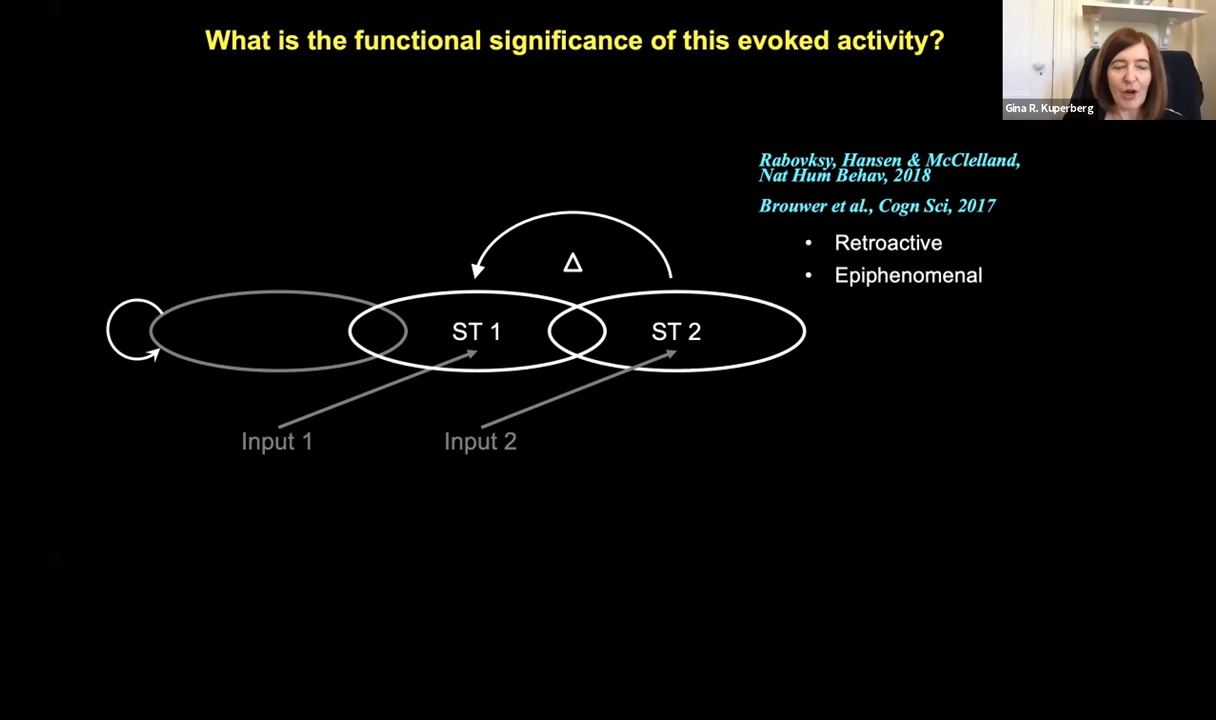 What is the functional significance of this evoked activity?
Gina R. Kuperberg
Rabovksy, Hansen & McClelland,
Nat Hum Behav, 2018
Brouwer et al., Cogn Sci, 2017
• Retroactive
• Epiphenomenal
Δ
ST 1
ST 2
Input 1
Input 2